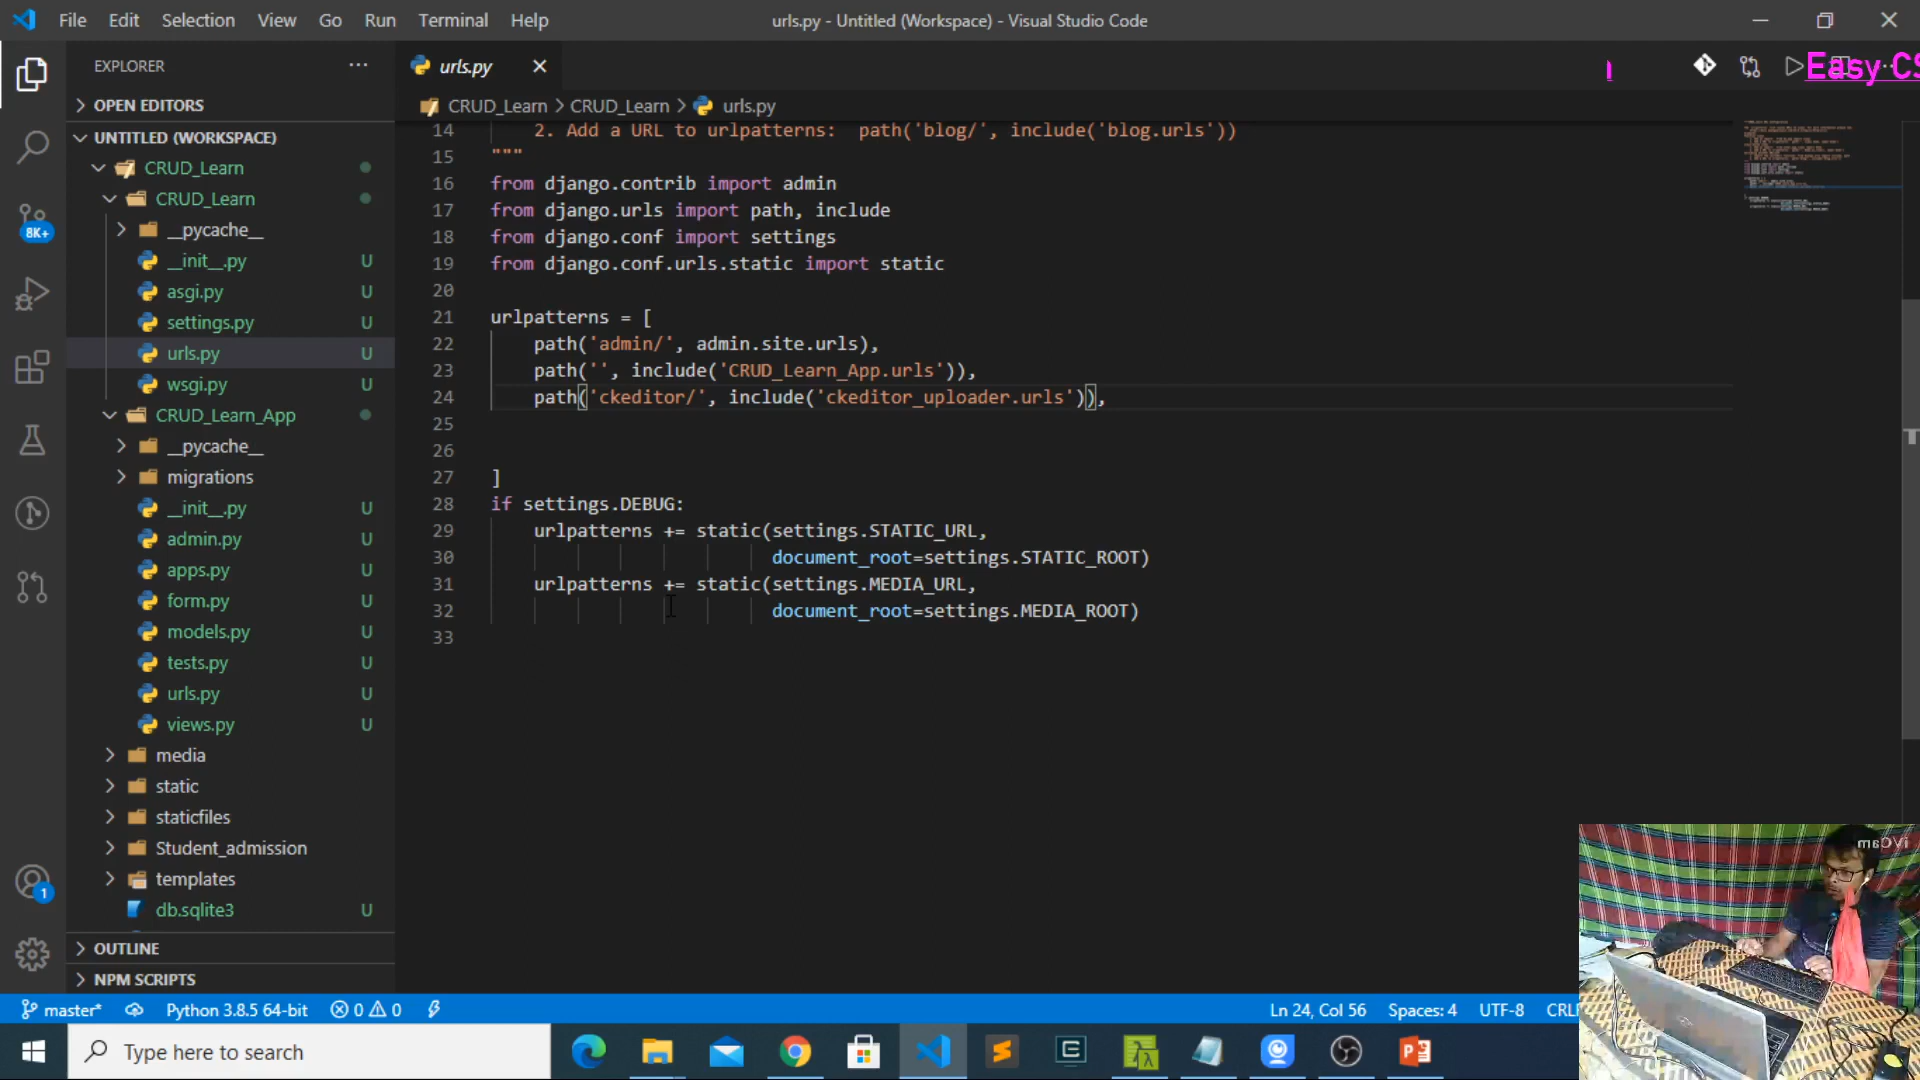 File Edit Selection View Go Run Terminal Help
urls.py - Untitled (Workspace) - Visual Studio Code
EXPLORER
urls.py
Easy CS
OPEN EDITORS
UNTITLED (WORKSPACE)
CRUD_Learn
CRUD_Learn
__pycache__
__init__.py U
asgi.py U
settings.py U
urls.py U
wsgi.py U
CRUD_Learn_App
__pycache__
migrations
__init__.py U
admin.py U
apps.py U
form.py U
models.py U
tests.py U
urls.py U
views.py U
media
static
staticfiles
Student_admission
templates
db.sqlite3 U
OUTLINE
NPM SCRIPTS
8K+
1
CRUD_Learn > CRUD_Learn > urls.py
14 2. Add a URL to urlpatterns: path('blog/', include('blog.urls'))
15 """
16 from django.contrib import admin
17 from django.urls import path, include
18 from django.conf import settings
19 from django.conf.urls.static import static
20
21 urlpatterns = [
22 path('admin/', admin.site.urls),
23 path('', include('CRUD_Learn_App.urls')),
24 path('ckeditor/', include('ckeditor_uploader.urls')),
25
26
27 ]
28 if settings.DEBUG:
29 urlpatterns += static(settings.STATIC_URL,
30 document_root=settings.STATIC_ROOT)
31 urlpatterns += static(settings.MEDIA_URL,
32 document_root=settings.MEDIA_ROOT)
33
iVCam
master* Python 3.8.5 64-bit 0 0 Ln 24, Col 56 Spaces: 4 UTF-8 CRL
Type here to search